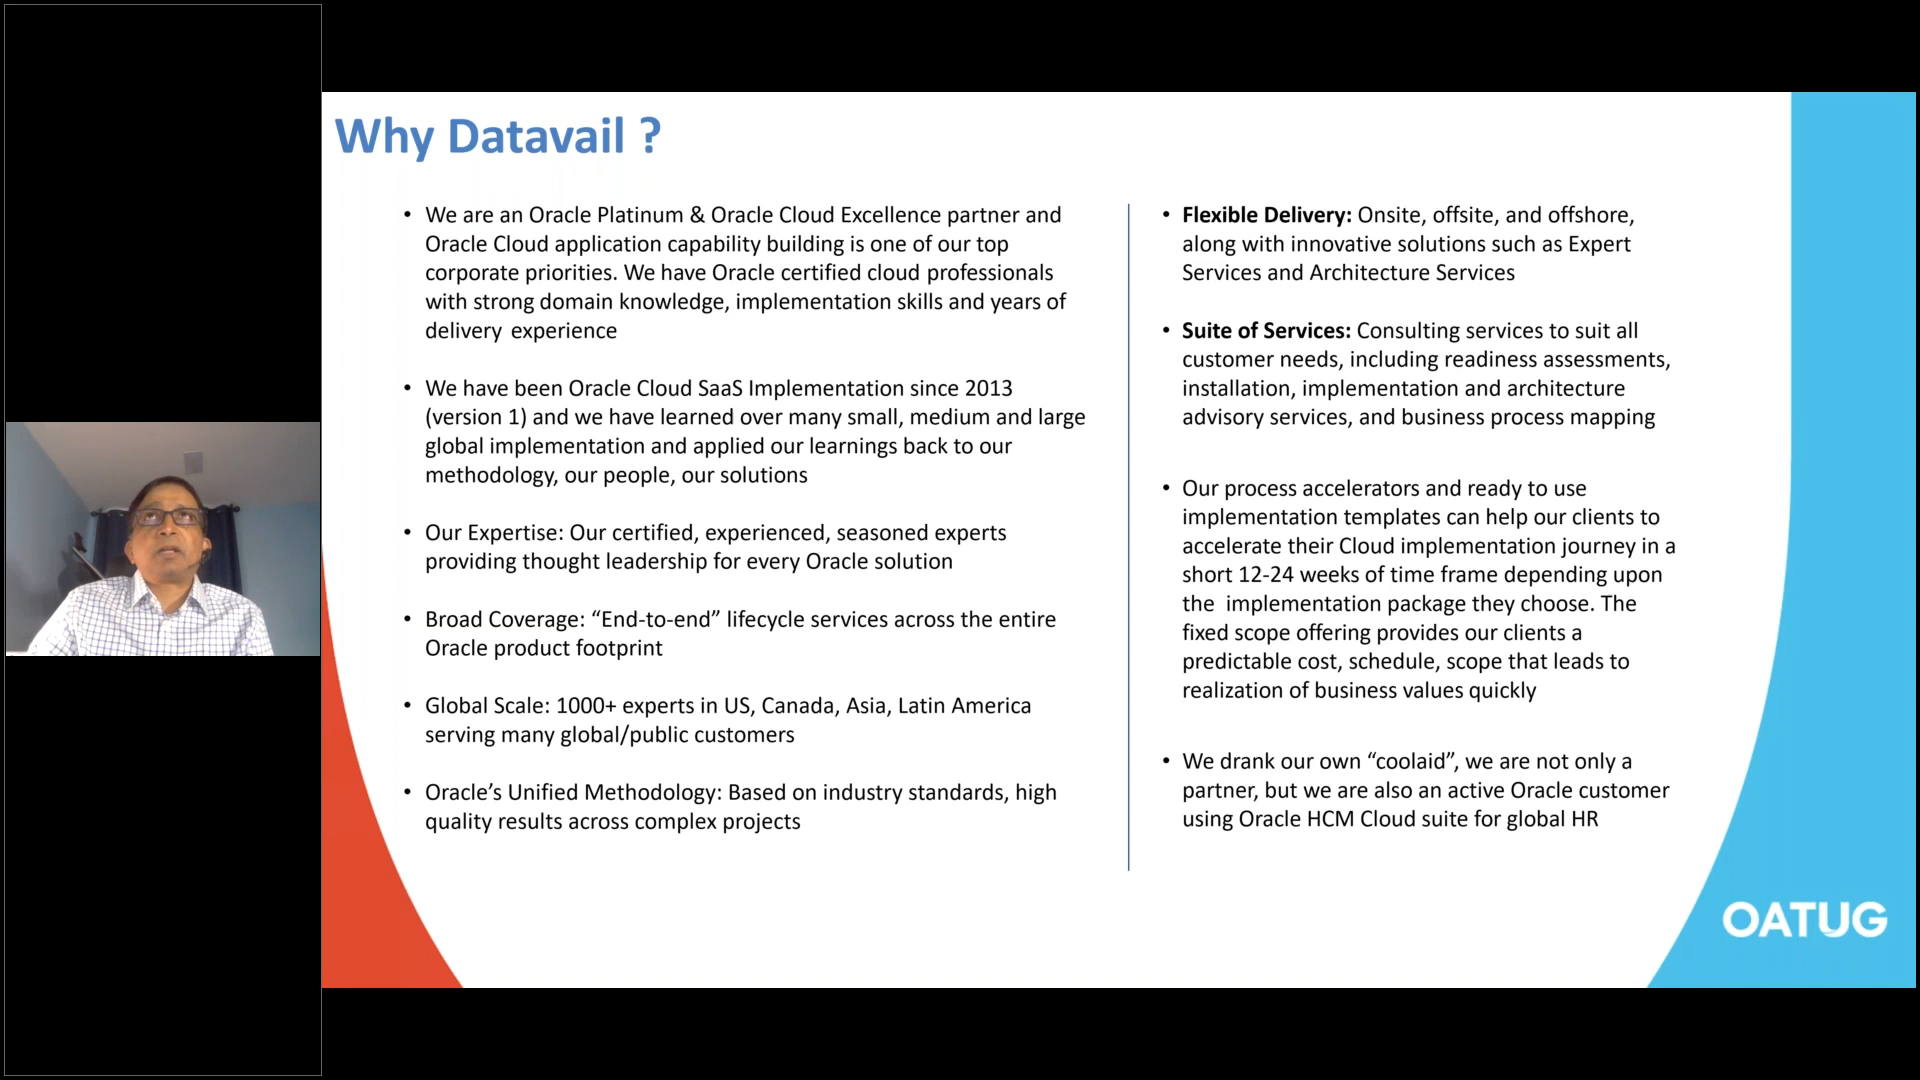 Why Datavail ?
• We are an Oracle Platinum & Oracle Cloud Excellence partner and
Oracle Cloud application capability building is one of our top
corporate priorities. We have Oracle certified cloud professionals
with strong domain knowledge, implementation skills and years of
delivery experience
• We have been Oracle Cloud SaaS Implementation since 2013
(version 1) and we have learned over many small, medium and large
global implementation and applied our learnings back to our
methodology, our people, our solutions
• Our Expertise: Our certified, experienced, seasoned experts
providing thought leadership for every Oracle solution
• Broad Coverage: “End-to-end” lifecycle services across the entire
Oracle product footprint
• Global Scale: 1000+ experts in US, Canada, Asia, Latin America
serving many global/public customers
• Oracle’s Unified Methodology: Based on industry standards, high
quality results across complex projects
• Flexible Delivery: Onsite, offsite, and offshore,
along with innovative solutions such as Expert
Services and Architecture Services
• Suite of Services: Consulting services to suit all
customer needs, including readiness assessments,
installation, implementation and architecture
advisory services, and business process mapping
• Our process accelerators and ready to use
implementation templates can help our clients to
accelerate their Cloud implementation journey in a
short 12-24 weeks of time frame depending upon
the implementation package they choose. The
fixed scope offering provides our clients a
predictable cost, schedule, scope that leads to
realization of business values quickly
• We drank our own “coolaid”, we are not only a
partner, but we are also an active Oracle customer
using Oracle HCM Cloud suite for global HR
OATUG